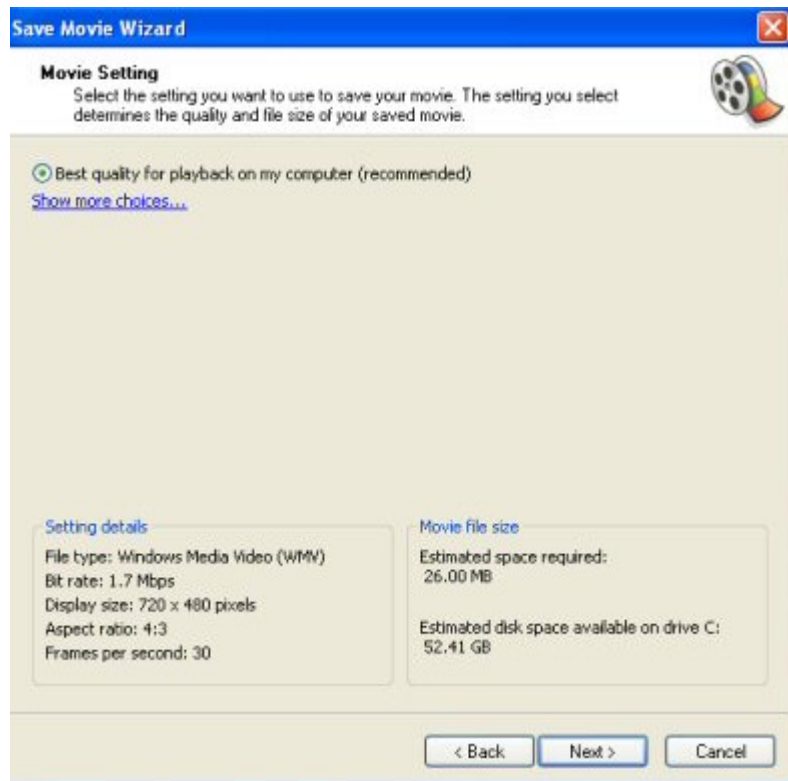 Save Movie Wizard
Movie Setting
Select the setting you want to use to save your movie. The setting you select
determines the quality and file size of your saved movie.
Best quality for playback on my computer (recommended)
Show more choices...
Setting details
File type: Windows Media Video (WMV)
Bit rate: 1.7 Mbps
Display size: 720 x 480 pixels
Aspect ratio: 4:3
Frames per second: 30
Movie file size
Estimated space required:
26.00 MB
Estimated disk space available on drive C:
52.41 GB
< Back
Next >
Cancel